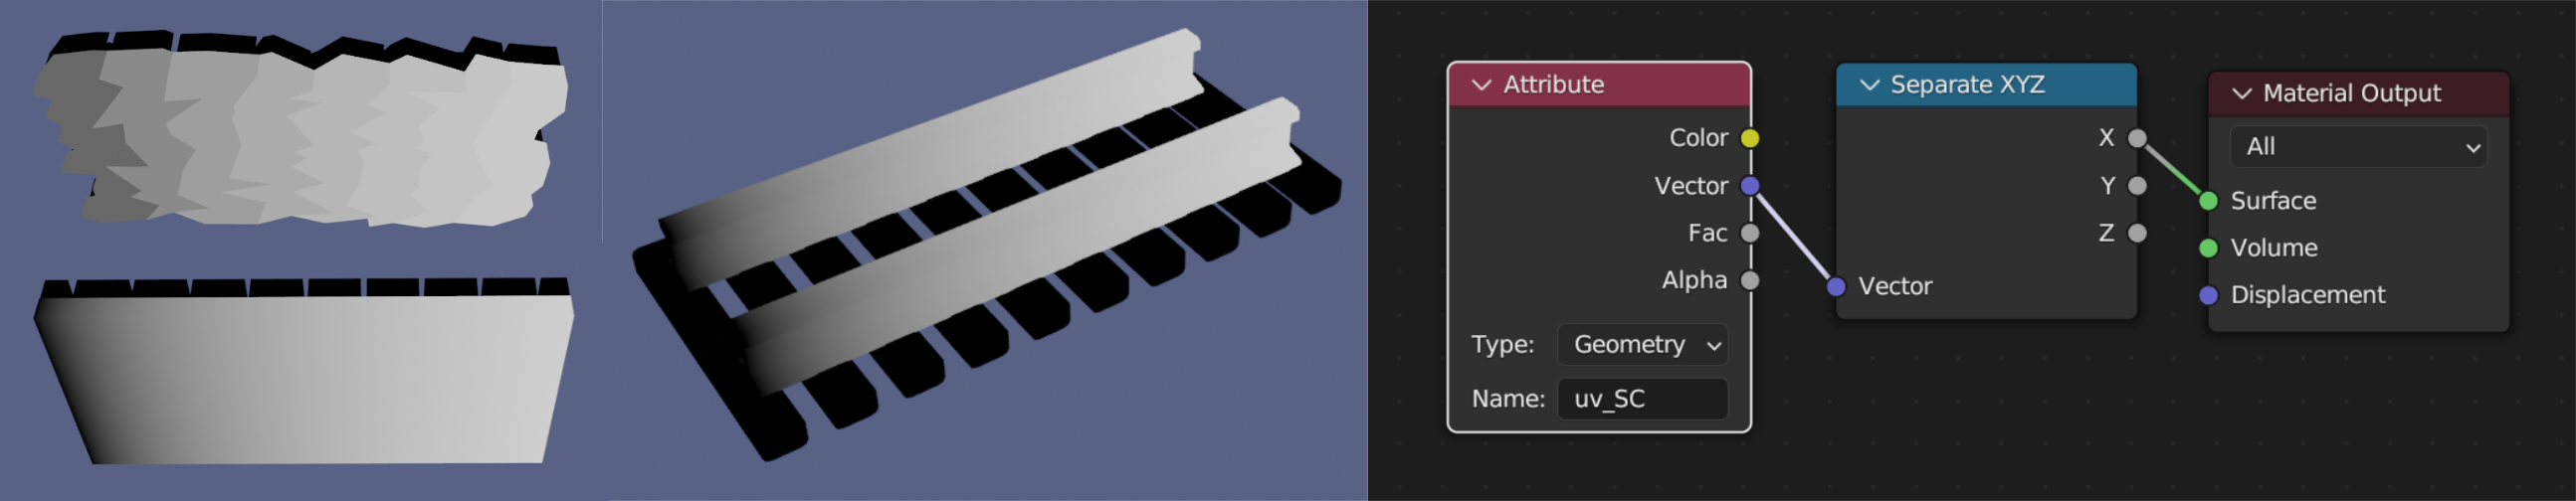 Attribute
Color
Vector
Fac
Alpha
Type: Geometry
Name: uv_SC
Separate XYZ
X
Y
Z
Vector
Material Output
All
Surface
Volume
Displacement